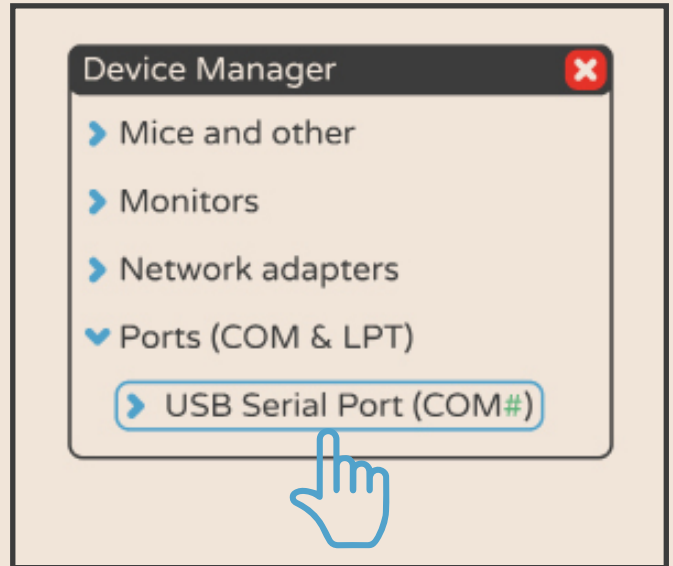 Device Manager
Mice and other
Monitors
Network adapters
Ports (COM & LPT)
USB Serial Port (COM#)